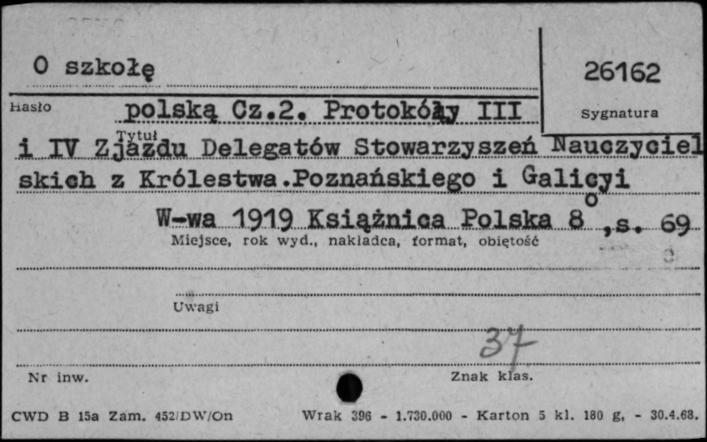 O szkołę
26162
Hasło
polską Cz.2. Protokóły III
Sygnatura
Tytuł
i IV Zjazdu Delegatów Stowarzyszeń Nauczyciel
skich z Królestwa.Poznańskiego i Galicyi
W-wa 1919 Książnica Polska 8°,s. 69
Miejsce, rok wyd., nakładca, format, obiętość
Uwagi
37
Nr inw.
Znak klas.
CWD B 15a Zam. 452/DW/On
Wrak 396 - 1.730.000 - Karton 5 kl. 180 g, - 30.4.68.